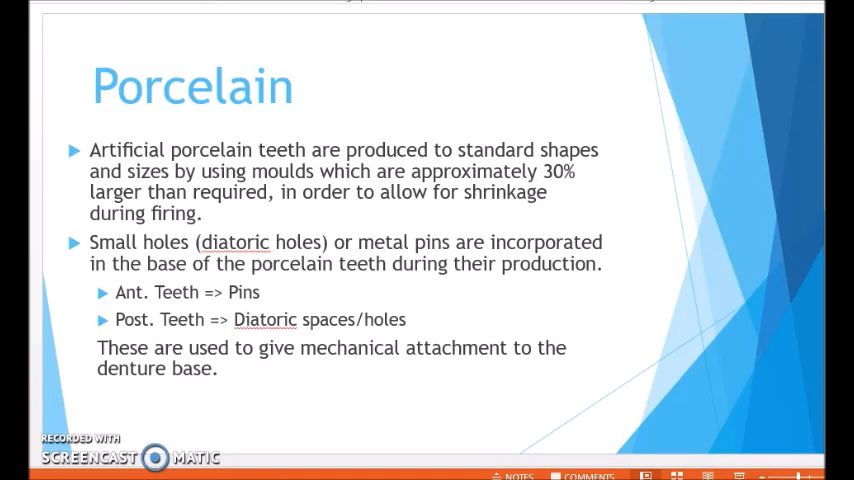 Porcelain
Artificial porcelain teeth are produced to standard shapes
and sizes by using moulds which are approximately 30%
larger than required, in order to allow for shrinkage
during firing.
Small holes (diatoric holes) or metal pins are incorporated
in the base of the porcelain teeth during their production.
Ant. Teeth => Pins
Post. Teeth => Diatoric spaces/holes
These are used to give mechanical attachment to the
denture base.
RECORDED WITH
SCREENCAST MATIC
NOTES COMMENTS